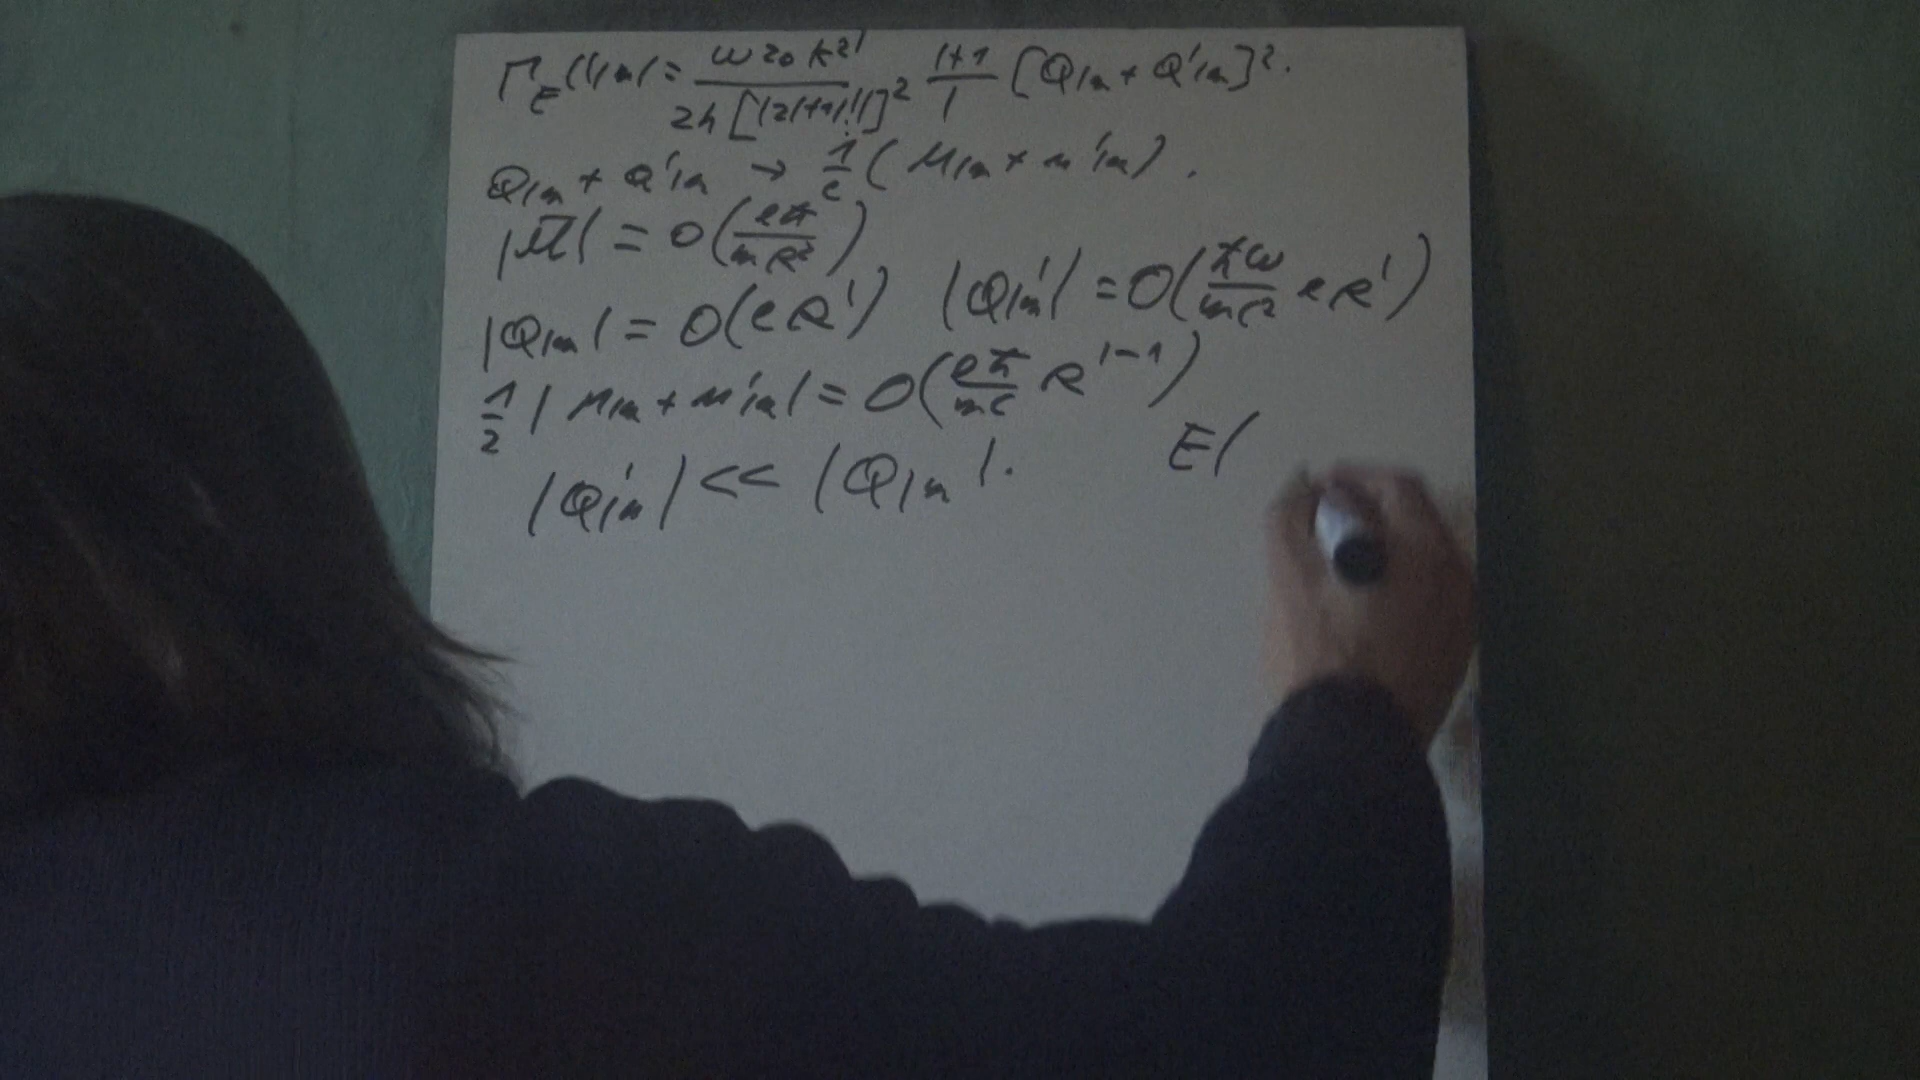 Γ_E(l,m) = ωz₀k^{2l} / 2ħ[(2l+1)!!]² (l+1)/l [Q_{lm} + Q'_{lm}]².
Q_{lm} + Q'_{lm} → 1/c (M_{lm} + M'_{lm}).
|M⃗| = O(eħ/mR²)
|Q_{lm}| = O(eR^l) |Q'_{lm}| = O(ħω/mc² eR^l)
1/2 |M_{lm} + M'_{lm}| = O(eħ/mc R^{l-1})
|Q'_{lm}| << |Q_{lm}|. E(